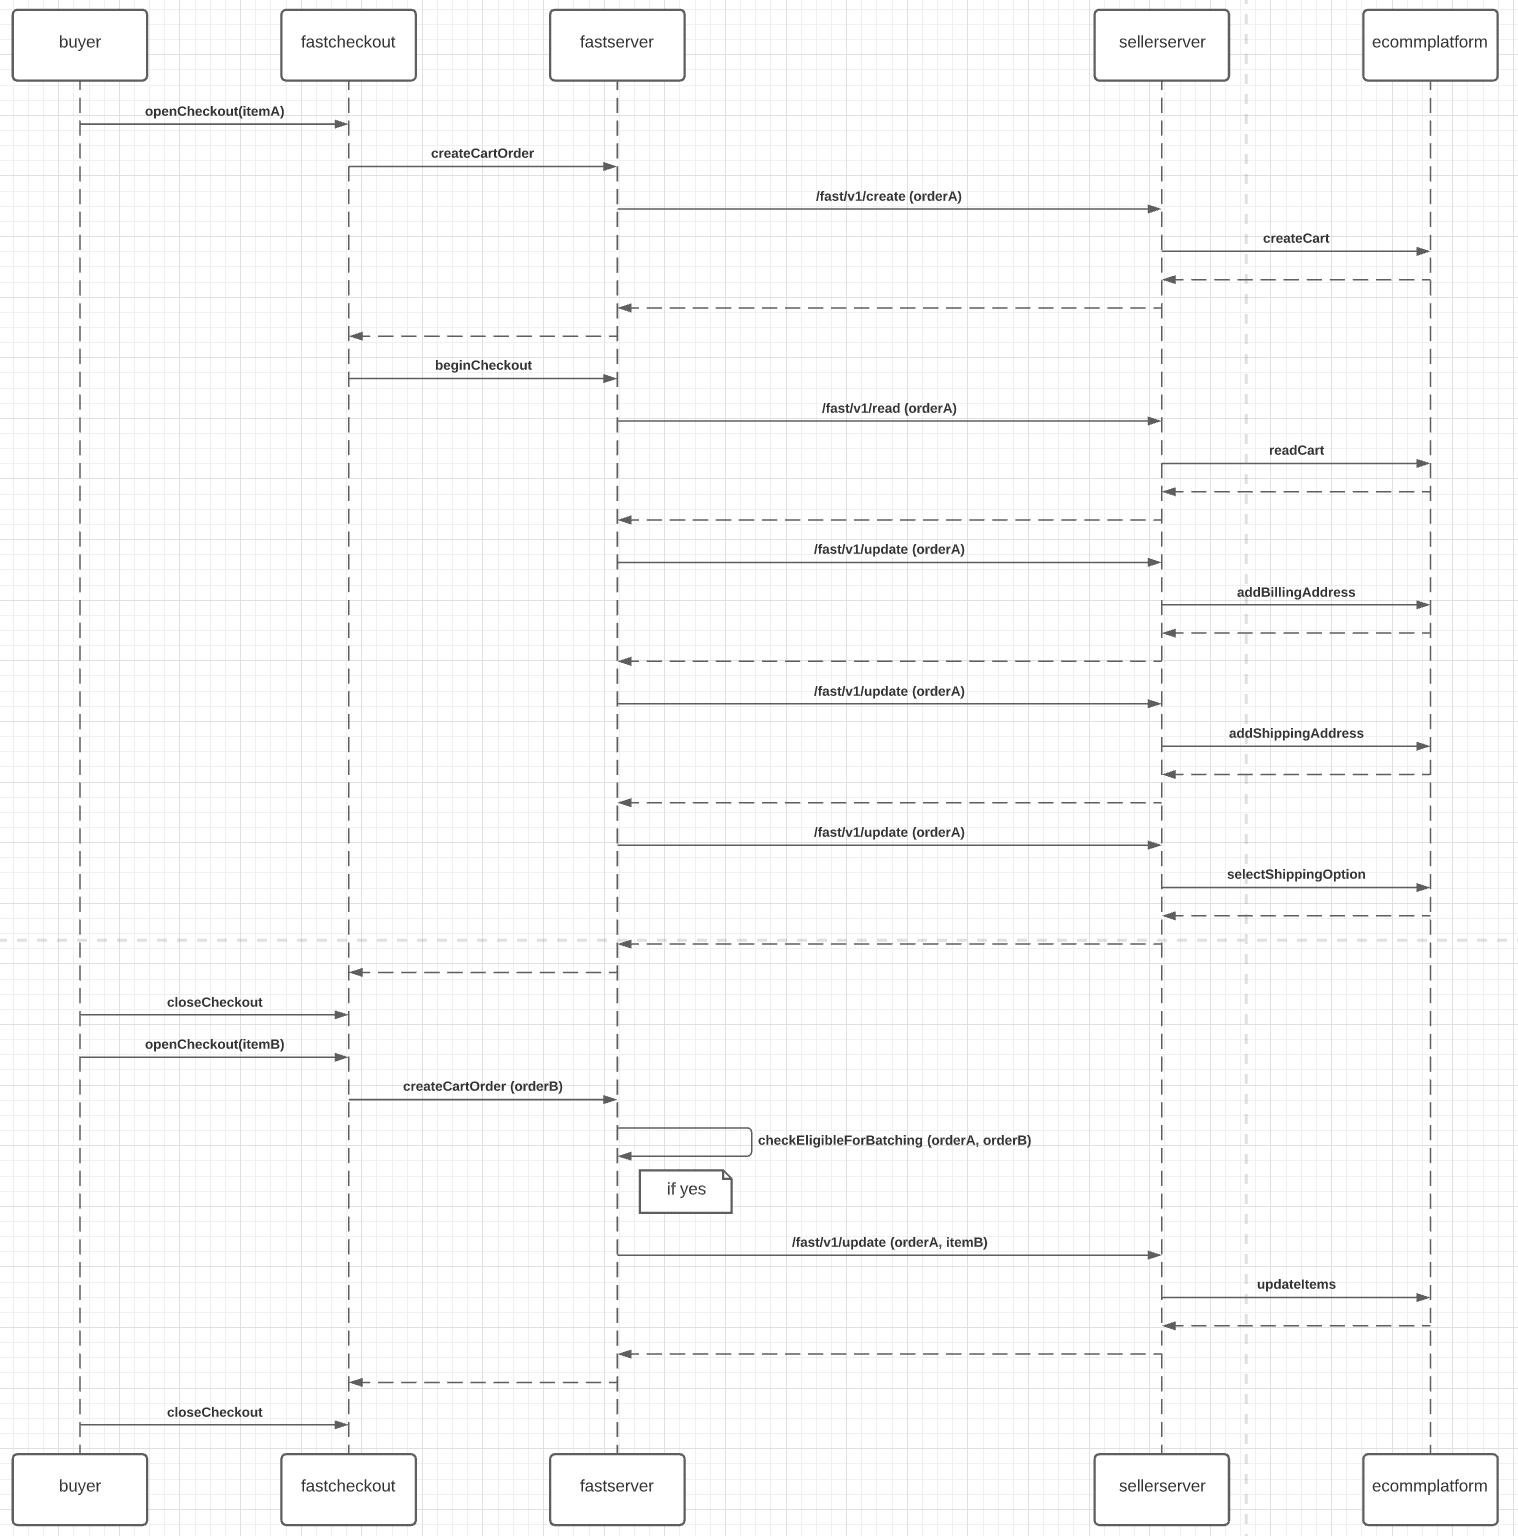 buyer
fastcheckout
fastserver
sellerserver
ecommplatform
openCheckout(itemA)
createCartOrder
/fast/v1/create (orderA)
createCart
beginCheckout
/fast/v1/read (orderA)
readCart
/fast/v1/update (orderA)
addBillingAddress
/fast/v1/update (orderA)
addShippingAddress
/fast/v1/update (orderA)
selectShippingOption
closeCheckout
openCheckout(itemB)
createCartOrder (orderB)
checkEligibleForBatching (orderA, orderB)
if yes
/fast/v1/update (orderA, itemB)
updateItems
closeCheckout
buyer
fastcheckout
fastserver
sellerserver
ecommplatform